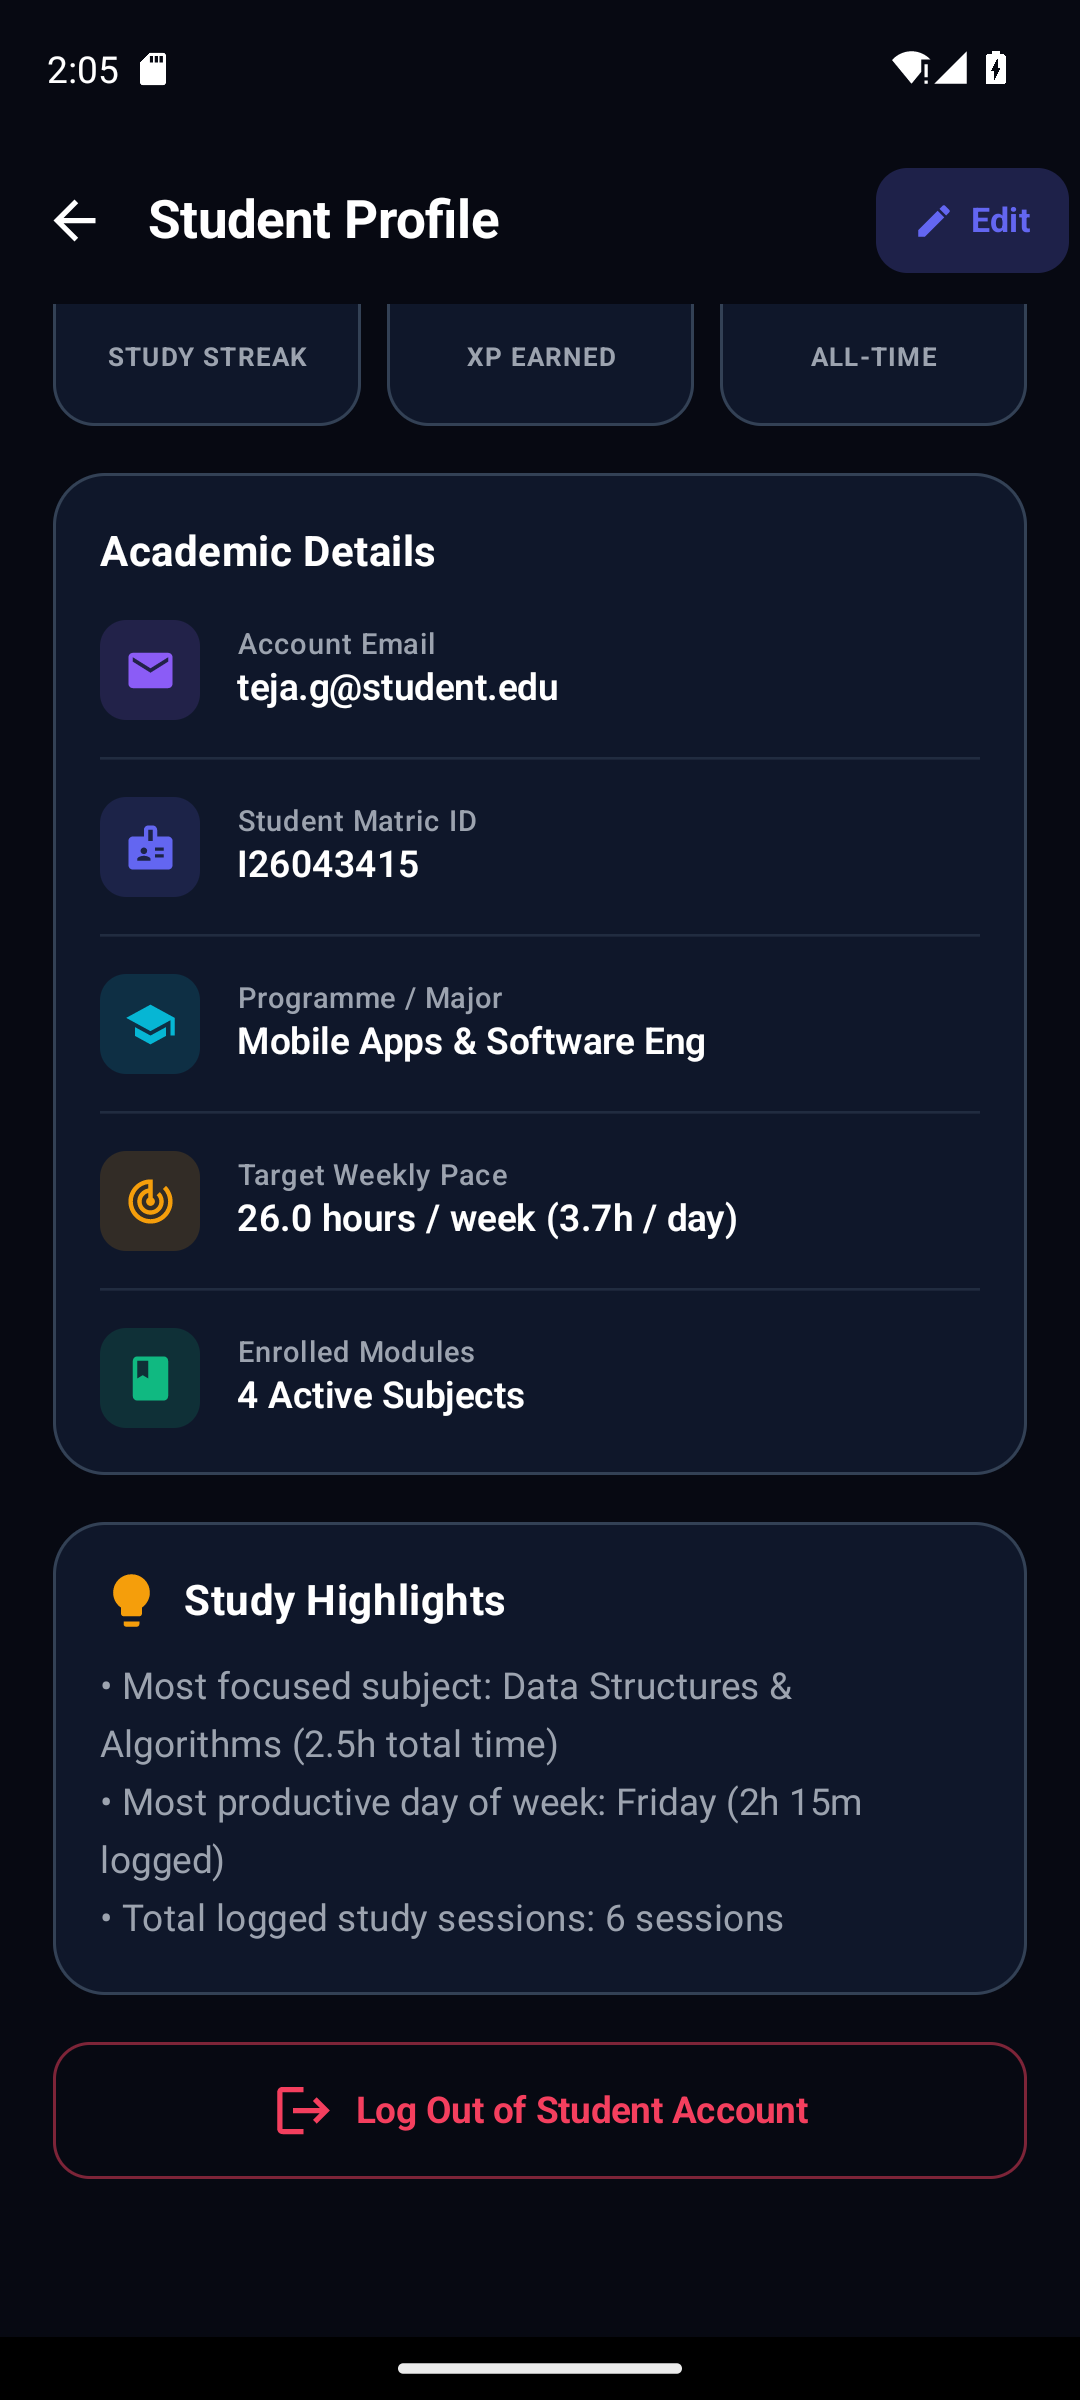 2:05
Student Profile
Edit
STUDY STREAK
XP EARNED
ALL-TIME
Academic Details
Account Email
teja.g@student.edu
Student Matric ID
I26043415
Programme / Major
Mobile Apps & Software Eng
Target Weekly Pace
26.0 hours / week (3.7h / day)
Enrolled Modules
4 Active Subjects
Study Highlights
• Most focused subject: Data Structures &
Algorithms (2.5h total time)
• Most productive day of week: Friday (2h 15m
logged)
• Total logged study sessions: 6 sessions
Log Out of Student Account